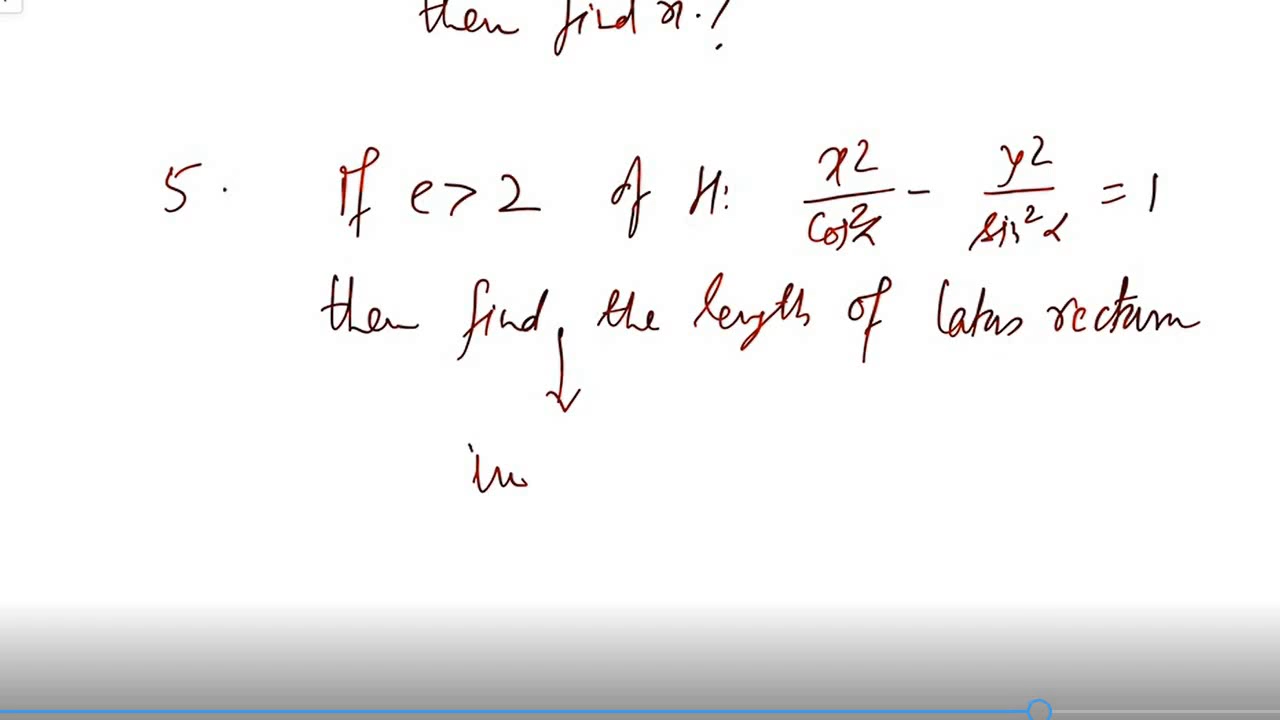 then find x.?
5. If e > 2 of H: x2/cos²α - y2/sin²α = 1
then find, the length of latus rectum
in